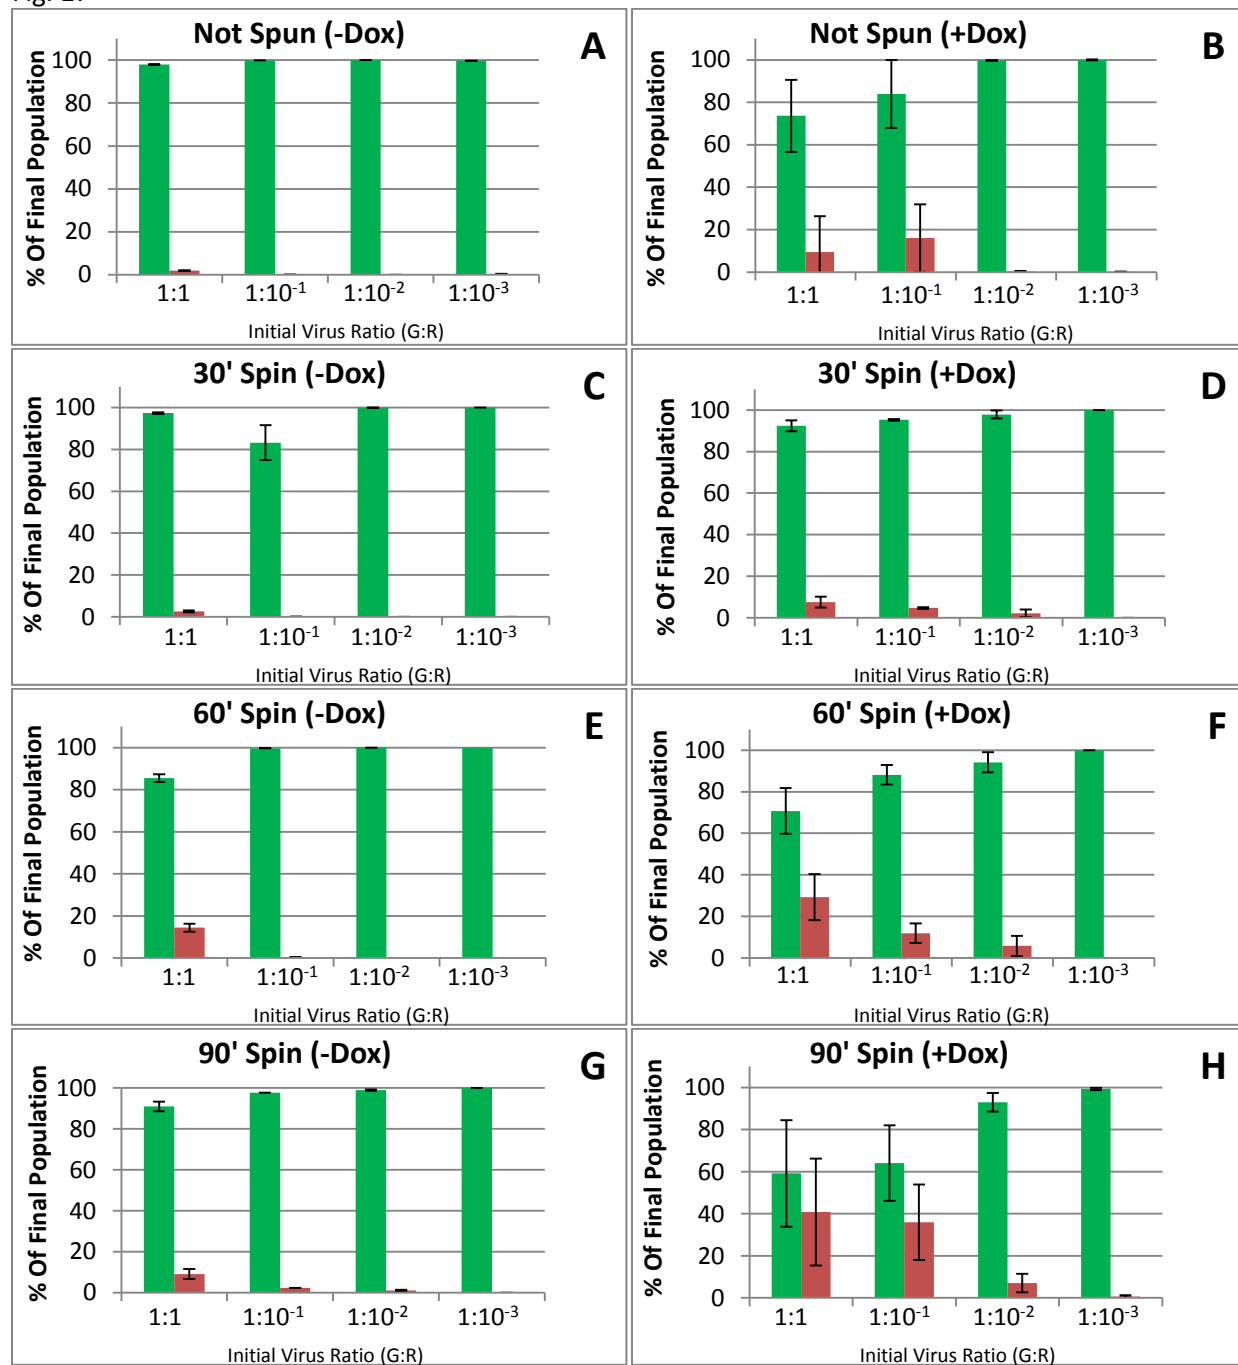 Not Spun (-Dox)
A
% Of Final Population
100
80
60
40
20
0
1:1
1:10⁻¹
1:10⁻²
1:10⁻³
Initial Virus Ratio (G:R)
Not Spun (+Dox)
B
% Of Final Population
100
80
60
40
20
0
1:1
1:10⁻¹
1:10⁻²
1:10⁻³
Initial Virus Ratio (G:R)
30' Spin (-Dox)
C
% Of Final Population
100
80
60
40
20
0
1:1
1:10⁻¹
1:10⁻²
1:10⁻³
Initial Virus Ratio (G:R)
30' Spin (+Dox)
D
% Of Final Population
100
80
60
40
20
0
1:1
1:10⁻¹
1:10⁻²
1:10⁻³
Initial Virus Ratio (G:R)
60' Spin (-Dox)
E
% Of Final Population
100
80
60
40
20
0
1:1
1:10⁻¹
1:10⁻²
1:10⁻³
Initial Virus Ratio (G:R)
60' Spin (+Dox)
F
% Of Final Population
100
80
60
40
20
0
1:1
1:10⁻¹
1:10⁻²
1:10⁻³
Initial Virus Ratio (G:R)
90' Spin (-Dox)
G
% Of Final Population
100
80
60
40
20
0
1:1
1:10⁻¹
1:10⁻²
1:10⁻³
Initial Virus Ratio (G:R)
90' Spin (+Dox)
H
% Of Final Population
100
80
60
40
20
0
1:1
1:10⁻¹
1:10⁻²
1:10⁻³
Initial Virus Ratio (G:R)